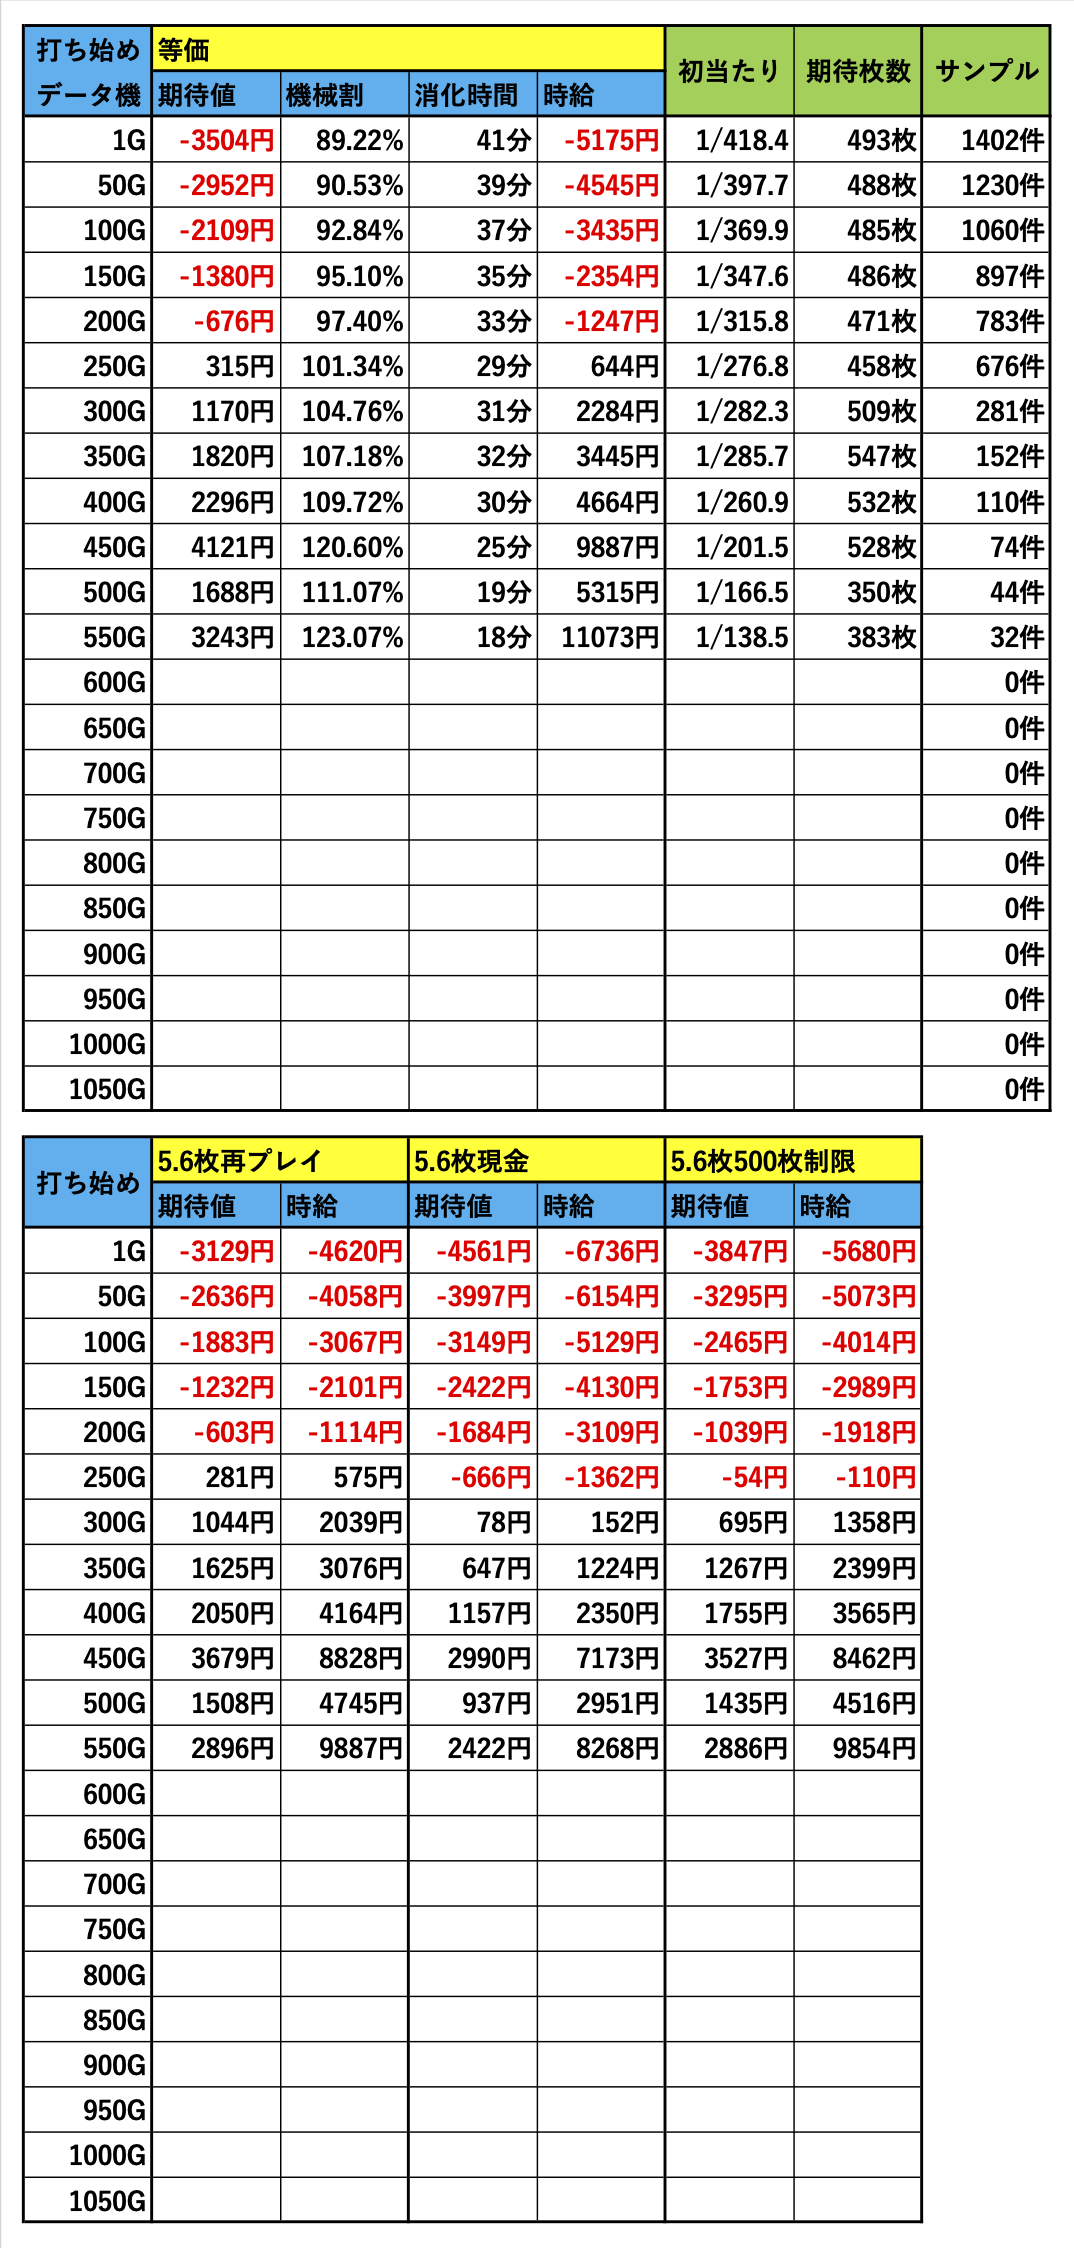 打ち始め 等価 初当たり 期待枚数 サンプル
データ機 期待値 機械割 消化時間 時給
1G -3504円 89.22% 41分 -5175円 1/418.4 493枚 1402件
50G -2952円 90.53% 39分 -4545円 1/397.7 488枚 1230件
100G -2109円 92.84% 37分 -3435円 1/369.9 485枚 1060件
150G -1380円 95.10% 35分 -2354円 1/347.6 486枚 897件
200G -676円 97.40% 33分 -1247円 1/315.8 471枚 783件
250G 315円 101.34% 29分 644円 1/276.8 458枚 676件
300G 1170円 104.76% 31分 2284円 1/282.3 509枚 281件
350G 1820円 107.18% 32分 3445円 1/285.7 547枚 152件
400G 2296円 109.72% 30分 4664円 1/260.9 532枚 110件
450G 4121円 120.60% 25分 9887円 1/201.5 528枚 74件
500G 1688円 111.07% 19分 5315円 1/166.5 350枚 44件
550G 3243円 123.07% 18分 11073円 1/138.5 383枚 32件
600G 0件
650G 0件
700G 0件
750G 0件
800G 0件
850G 0件
900G 0件
950G 0件
1000G 0件
1050G 0件
打ち始め 5.6枚再プレイ 5.6枚現金 5.6枚500枚制限
期待値 時給 期待値 時給 期待値 時給
1G -3129円 -4620円 -4561円 -6736円 -3847円 -5680円
50G -2636円 -4058円 -3997円 -6154円 -3295円 -5073円
100G -1883円 -3067円 -3149円 -5129円 -2465円 -4014円
150G -1232円 -2101円 -2422円 -4130円 -1753円 -2989円
200G -603円 -1114円 -1684円 -3109円 -1039円 -1918円
250G 281円 575円 -666円 -1362円 -54円 -110円
300G 1044円 2039円 78円 152円 695円 1358円
350G 1625円 3076円 647円 1224円 1267円 2399円
400G 2050円 4164円 1157円 2350円 1755円 3565円
450G 3679円 8828円 2990円 7173円 3527円 8462円
500G 1508円 4745円 937円 2951円 1435円 4516円
550G 2896円 9887円 2422円 8268円 2886円 9854円
600G
650G
700G
750G
800G
850G
900G
950G
1000G
1050G